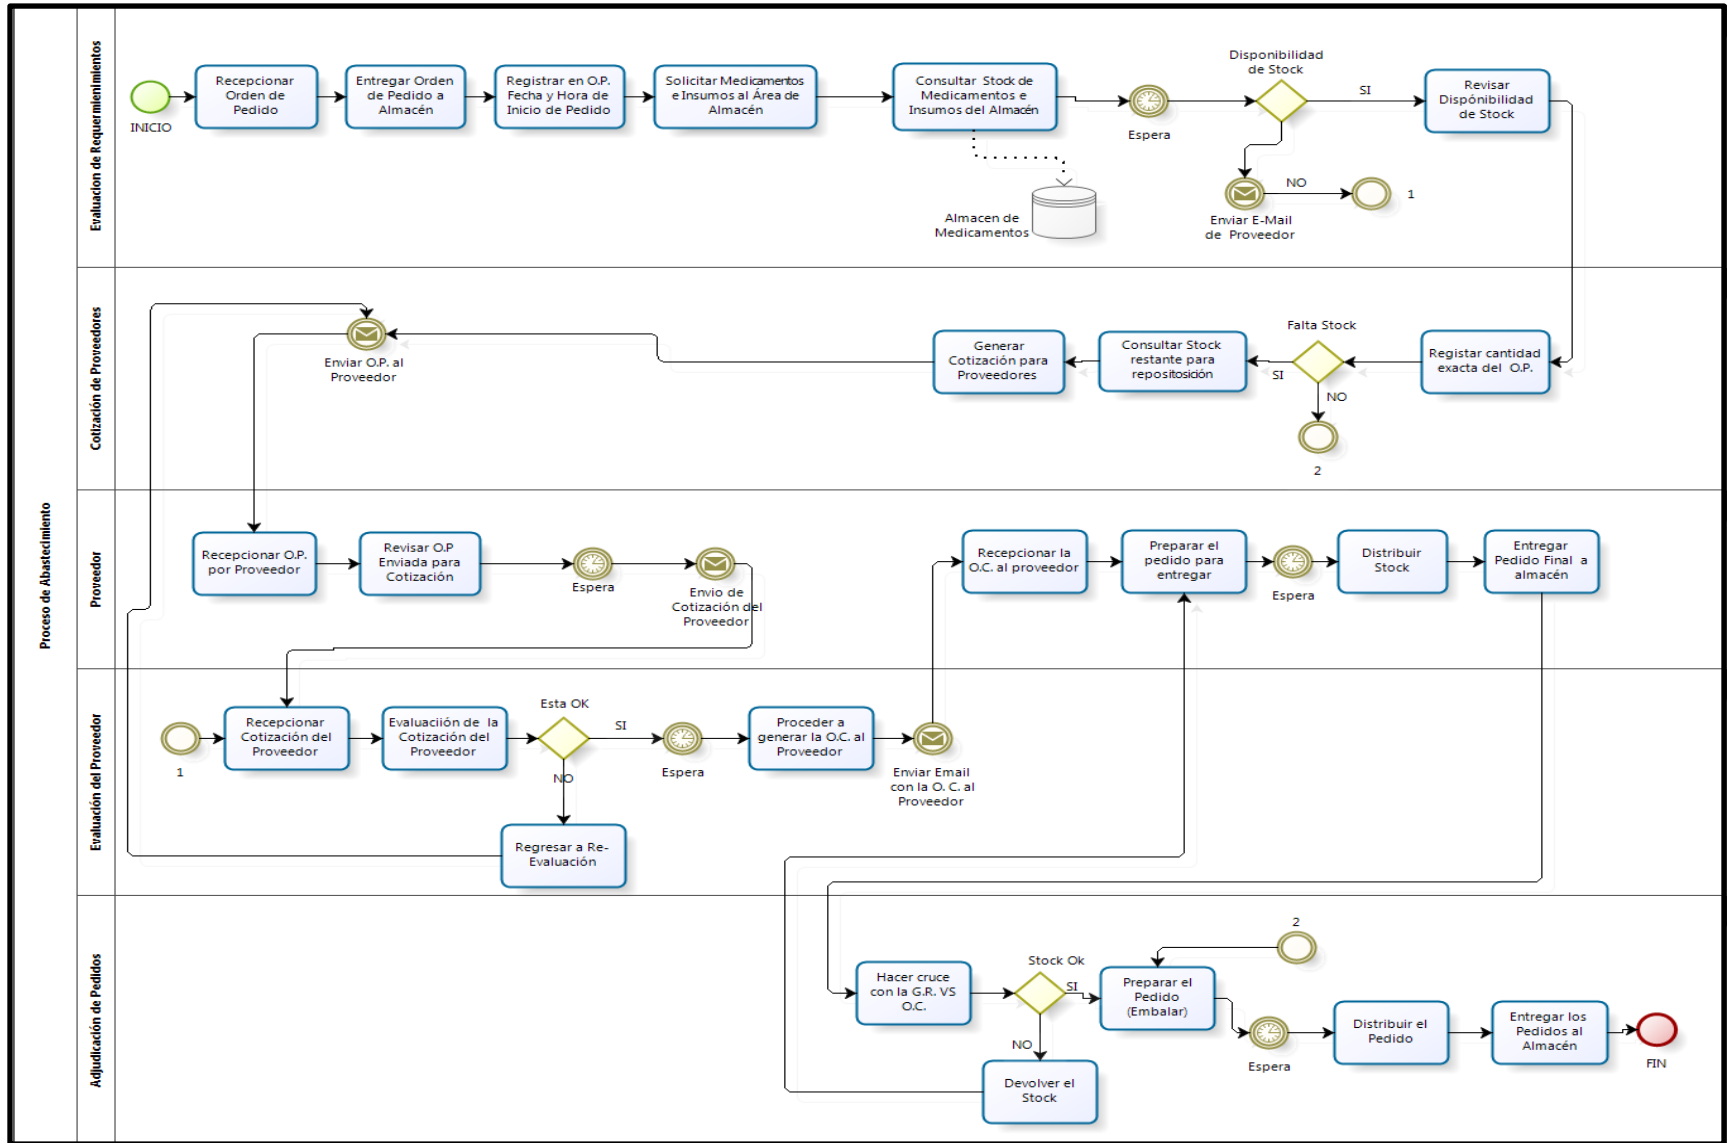 Proceso de Abastecimiento
Evaluacion de Requermienimientos
INICIO
Recepcionar
Orden de
Pedido
Entregar Orden
de Pedido a
Almacén
Registrar en O.P.
Fecha y Hora de
Inicio de Pedido
Solicitar Medicamentos
e Insumos al Área de
Almacén
Consultar Stock de
Medicamentos e
Insumos del Almacén
Almacen de
Medicamentos
Espera
Disponibilidad
de Stock
SI
Revisar
Dispónibilidad
de Stock
NO
1
Enviar E-Mail
de Proveedor
Cotización de Proveedores
Enviar O.P. al
Proveedor
Generar
Cotización para
Proveedores
Consultar Stock
restante para
repositosición
Falta Stock
SI
NO
2
Registar cantidad
exacta del O.P.
Proveedor
Recepcionar O.P.
por Proveedor
Revisar O.P
Enviada para
Cotización
Espera
Envio de
Cotización del
Proveedor
Recepcionar la
O.C. al proveedor
Preparar el
pedido para
entregar
Espera
Distribuir
Stock
Entregar
Pedido Final a
almacén
Evaluación del Proveedor
1
Recepcionar
Cotización del
Proveedor
Evaluaciión de la
Cotización del
Proveedor
Esta OK
SI
NO
Espera
Proceder a
generar la O.C. al
Proveedor
Enviar Email
con la O. C. al
Proveedor
Regresar a Re-
Evaluación
Adjudicación de Pedidos
Hacer cruce
con la G.R. VS
O.C.
Stock Ok
SI
NO
Devolver el
Stock
2
Preparar el
Pedido
(Embalar)
Espera
Distribuir el
Pedido
Entregar los
Pedidos al
Almacén
FIN